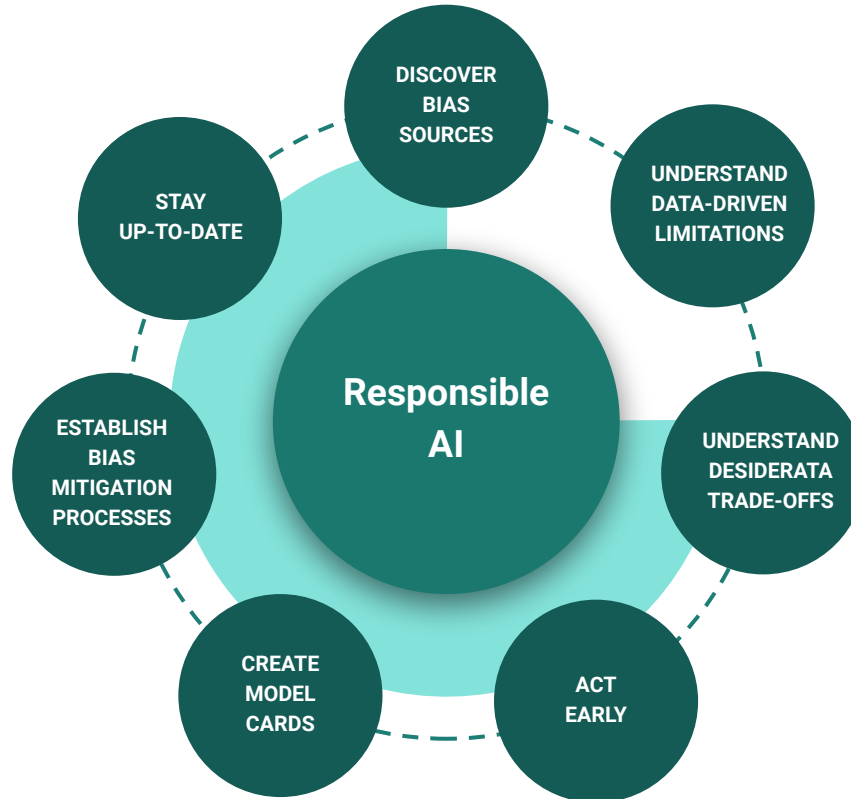 DISCOVER
BIAS
SOURCES
UNDERSTAND
DATA-DRIVEN
LIMITATIONS
UNDERSTAND
DESIDERATA
TRADE-OFFS
ACT
EARLY
CREATE
MODEL
CARDS
ESTABLISH
BIAS
MITIGATION
PROCESSES
STAY
UP-TO-DATE
Responsible
AI